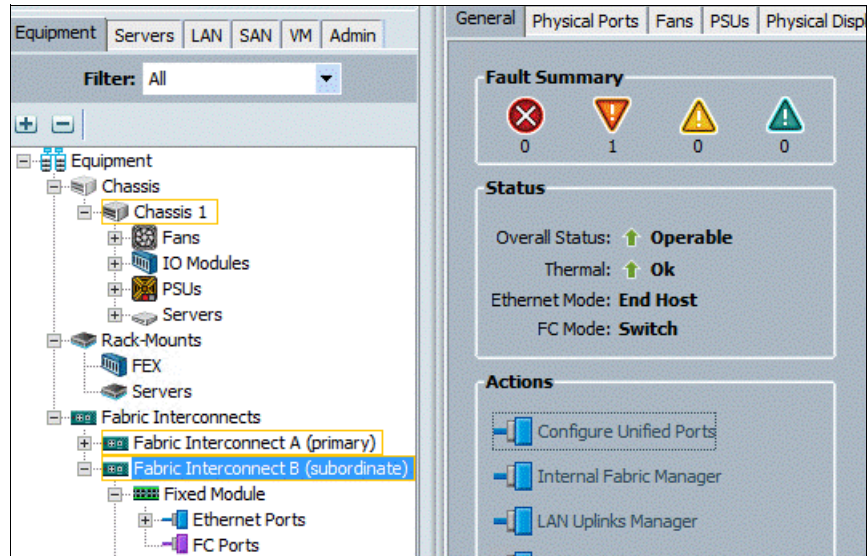 Equipment Servers LAN SAN VM Admin
Filter: All
Equipment
Chassis
Chassis 1
Fans
IO Modules
PSUs
Servers
Rack-Mounts
FEX
Servers
Fabric Interconnects
Fabric Interconnect A (primary)
Fabric Interconnect B (subordinate)
Fixed Module
Ethernet Ports
FC Ports
General Physical Ports Fans PSUs Physical Disp
Fault Summary
0 1 0 0
Status
Overall Status: Operable
Thermal: Ok
Ethernet Mode: End Host
FC Mode: Switch
Actions
Configure Unified Ports
Internal Fabric Manager
LAN Uplinks Manager